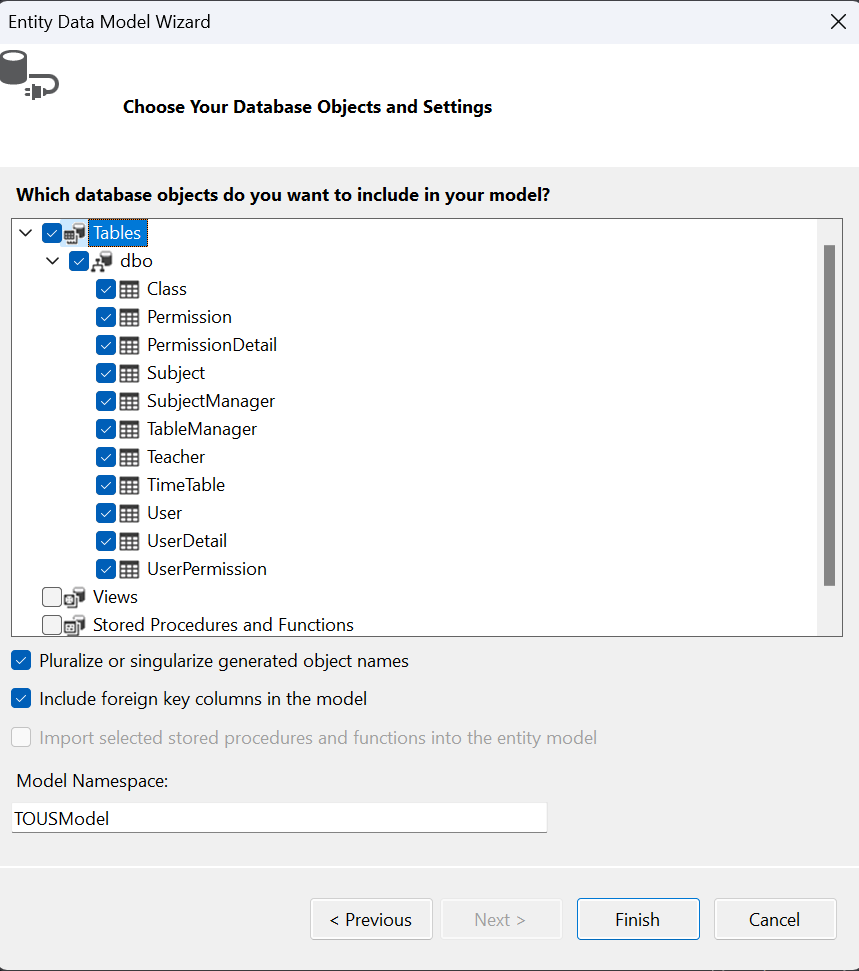 Entity Data Model Wizard
Choose Your Database Objects and Settings
Which database objects do you want to include in your model?
Tables
dbo
Class
Permission
PermissionDetail
Subject
SubjectManager
TableManager
Teacher
TimeTable
User
UserDetail
UserPermission
Views
Stored Procedures and Functions
Pluralize or singularize generated object names
Include foreign key columns in the model
Import selected stored procedures and functions into the entity model
Model Namespace:
TOUSModel
< Previous
Next >
Finish
Cancel